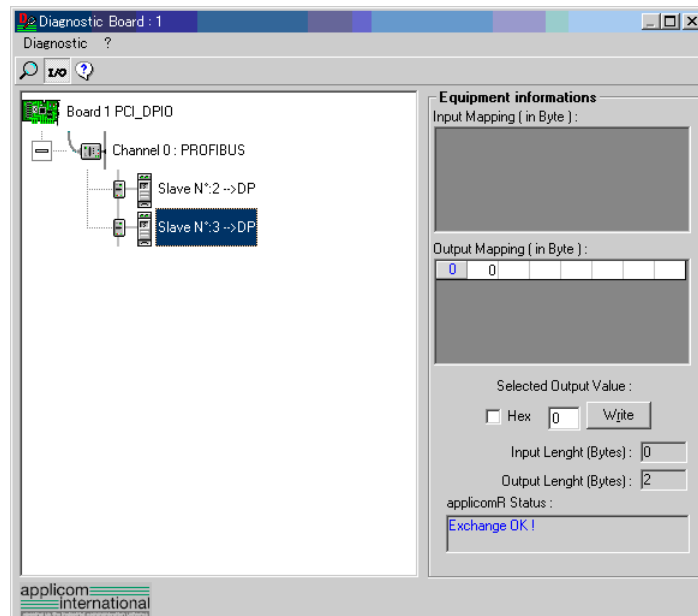 Diagnostic Board : 1
Diagnostic ?
I/O
Board 1 PCI_DPIO
Channel 0 : PROFIBUS
Slave N°:2 -->DP
Slave N°:3 -->DP
Equipment informations
Input Mapping ( in Byte ) :
Output Mapping ( in Byte ) :
0 0
Selected Output Value :
Hex 0 Write
Input Lenght (Bytes) : 0
Output Lenght (Bytes) : 2
applicomR Status :
Exchange OK !
applicom
international